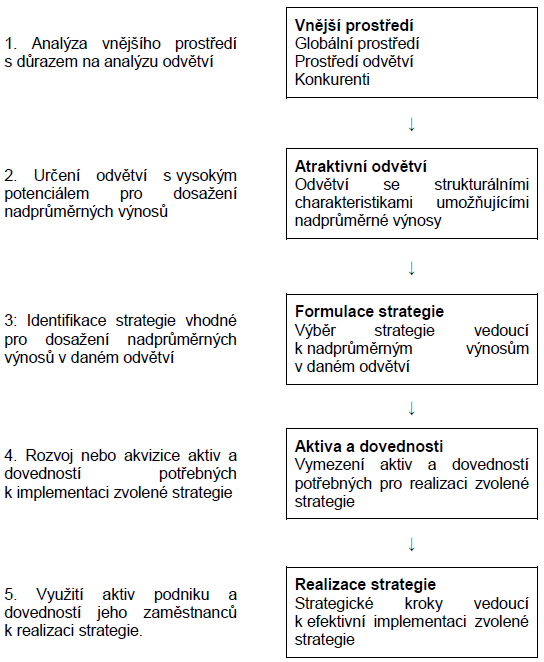 1. Analýza vnějšího prostředí
s důrazem na analýzu odvětví
Vnější prostředí
Globální prostředí
Prostředí odvětví
Konkurenti
↓
2. Určení odvětví s vysokým
potenciálem pro dosažení
nadprůměrných výnosů
Atraktivní odvětví
Odvětví se strukturálními
charakteristikami umožňujícími
nadprůměrné výnosy
↓
3: Identifikace strategie vhodné
pro dosažení nadprůměrných
výnosů v daném odvětví
Formulace strategie
Výběr strategie vedoucí
k nadprůměrným výnosům
v daném odvětví
↓
4. Rozvoj nebo akvizice aktiv a
dovedností potřebných
k implementaci zvolené strategie
Aktiva a dovednosti
Vymezení aktiv a dovedností
potřebných pro realizaci zvolené
strategie
↓
5. Využití aktiv podniku a
dovedností jeho zaměstnanců
k realizaci strategie.
Realizace strategie
Strategické kroky vedoucí
k efektivní implementaci zvolené
strategie